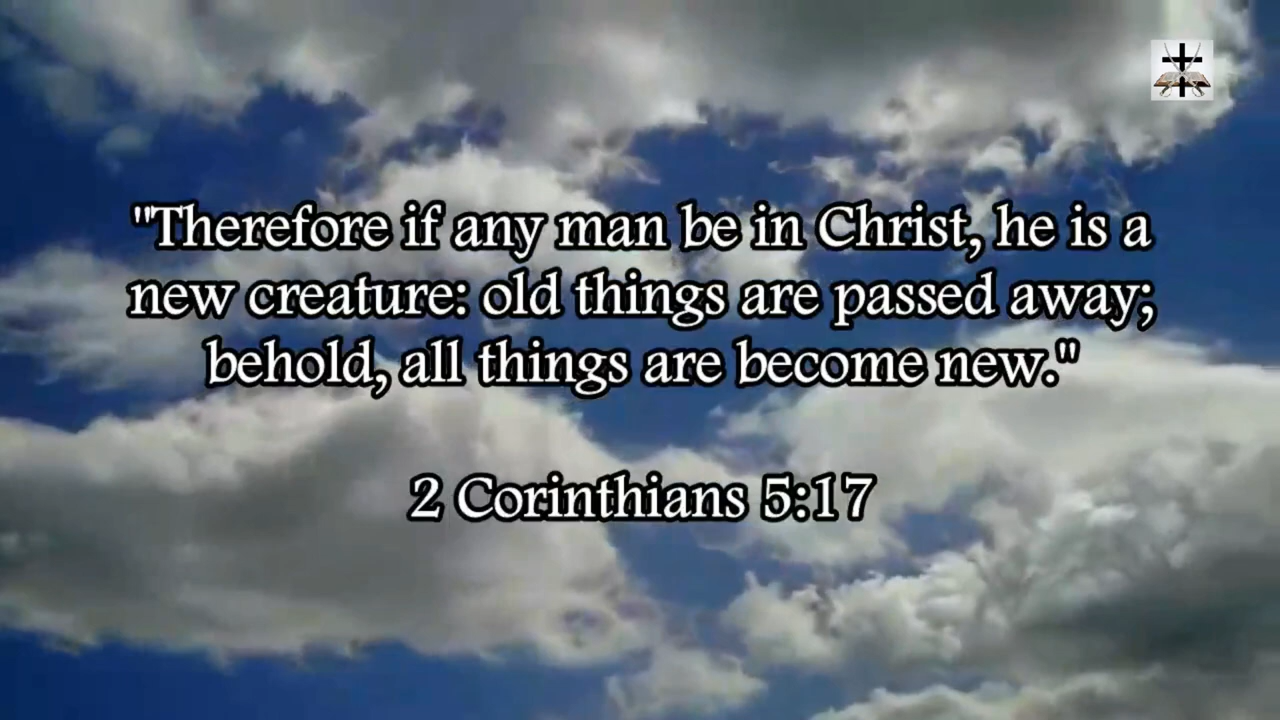 "Therefore if any man be in Christ, he is a
new creature: old things are passed away;
behold, all things are become new."
2 Corinthians 5:17